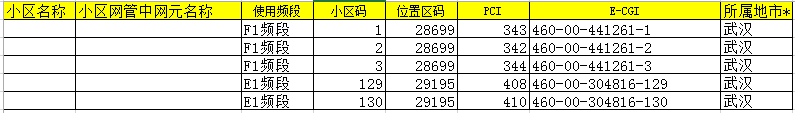 小区名称 小区网管中网元名称 使用频段 小区码 位置区码 PCI E-CGI 所属地市*
F1频段 1 28699 343 460-00-441261-1 武汉
F1频段 2 28699 342 460-00-441261-2 武汉
F1频段 3 28699 344 460-00-441261-3 武汉
E1频段 129 29195 408 460-00-304816-129 武汉
E1频段 130 29195 410 460-00-304816-130 武汉